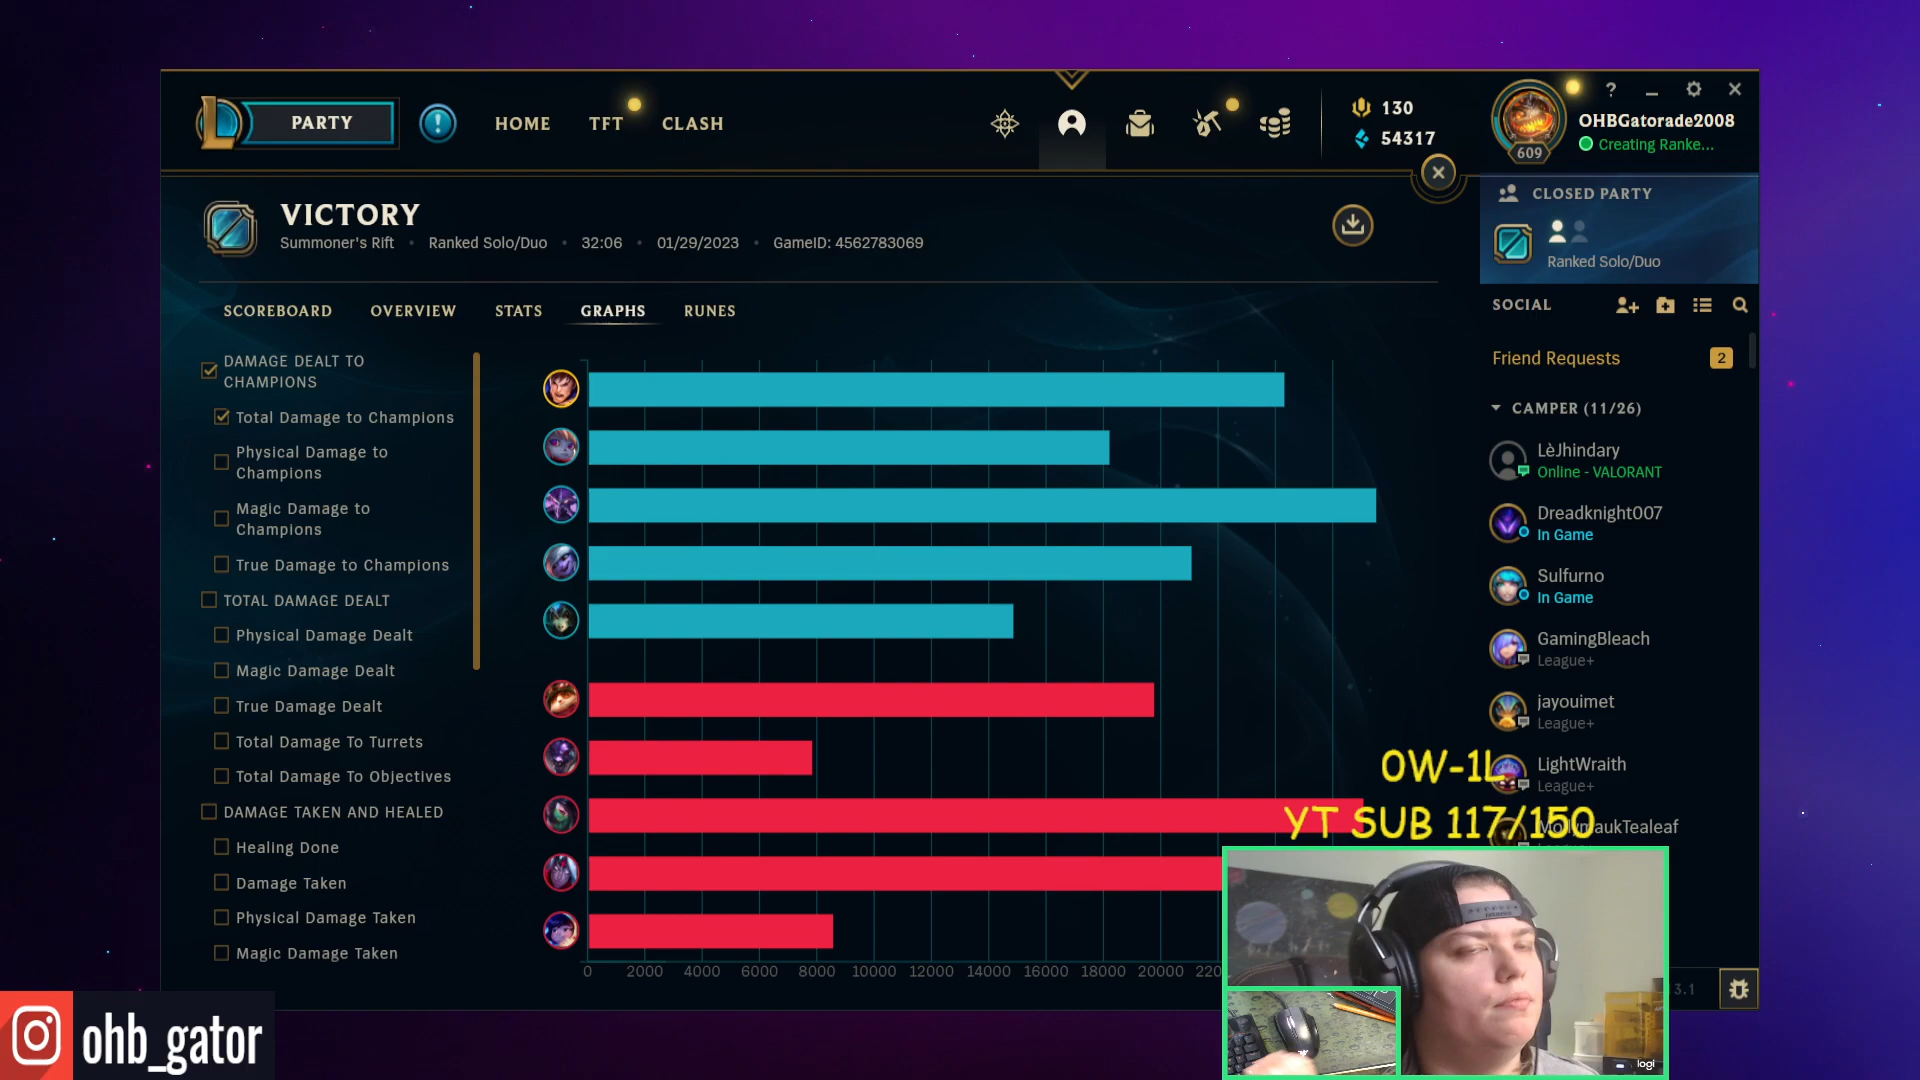 PARTY
HOME
TFT
CLASH
130
54317
609
?
OHBGatorade2008
Creating Ranke...
VICTORY
Summoner's Rift • Ranked Solo/Duo • 32:06 • 01/29/2023 • GameID: 4562783069
CLOSED PARTY
Ranked Solo/Duo
SCOREBOARD
OVERVIEW
STATS
GRAPHS
RUNES
DAMAGE DEALT TO
CHAMPIONS
Total Damage to Champions
Physical Damage to
Champions
Magic Damage to
Champions
True Damage to Champions
TOTAL DAMAGE DEALT
Physical Damage Dealt
Magic Damage Dealt
True Damage Dealt
Total Damage To Turrets
Total Damage To Objectives
DAMAGE TAKEN AND HEALED
Healing Done
Damage Taken
Physical Damage Taken
Magic Damage Taken
0 2000 4000 6000 8000 10000 12000 14000 16000 18000 20000 220
SOCIAL
Friend Requests
2
CAMPER (11/26)
LèJhindary
Online - VALORANT
Dreadknight007
In Game
Sulfurno
In Game
GamingBleach
League+
jayouimet
League+
LightWraith
League+
0W-1L
YT SUB 117/150
3.1
logi
ohb_gator